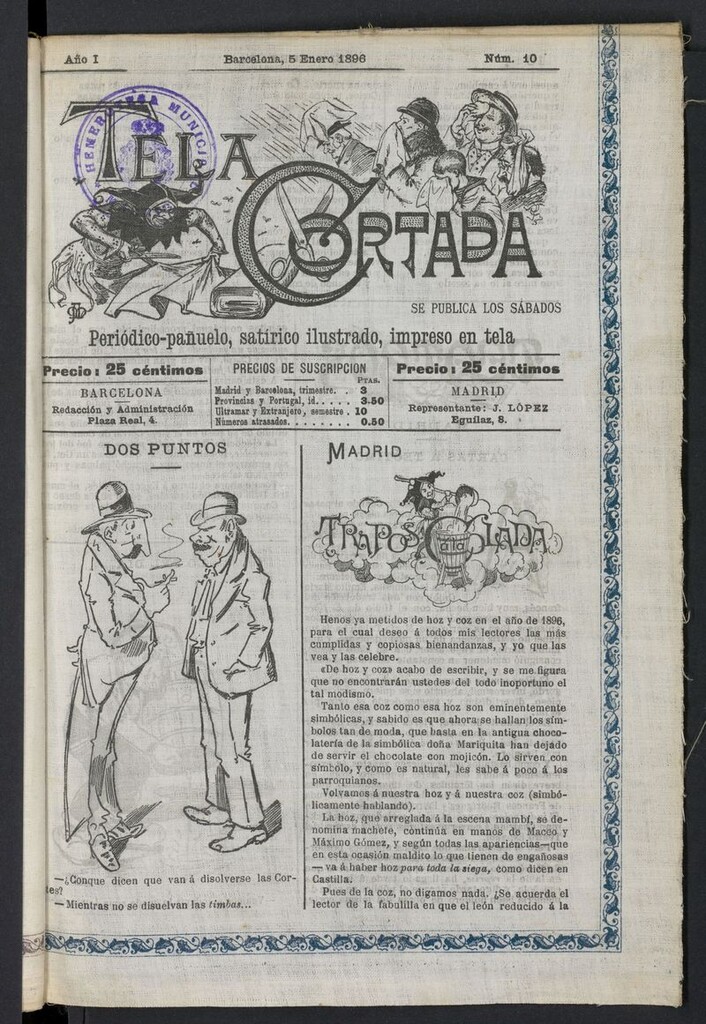 Año I
Barcelona, 5 Enero 1896
Núm. 10
HEMEROTECA MUNICIPAL
TELA
CORTADA
SE PUBLICA LOS SÁBADOS
Periódico-pañuelo, satírico ilustrado, impreso en tela
Precio: 25 céntimos
BARCELONA
Redacción y Administración
Plaza Real, 4.
PRECIOS DE SUSCRIPCION
PTAS.
Madrid y Barcelona, trimestre. . 3
Provincias y Portugal, id. . . . . 3.50
Ultramar y Extranjero, semestre . 10
Números atrasados. . . . . . . . 0.50
Precio: 25 céntimos
MADRID
Representante: J. LÓPEZ
Eguilaz, 8.
DOS PUNTOS
—¿Conque dicen que van á disolverse las Cor-
tes?
—Mientras no se disuelvan las timbas...
MADRID
TRAPOS Y COLADA
Henos ya metidos de hoz y coz en el año de 1896,
para el cual deseo á todos mis lectores las más
cumplidas y copiosas bienandanzas, y yo que las
vea y las celebre.
«De hoz y coz» acabo de escribir, y se me figura
que no encontrarán ustedes del todo inoportuno el
tal modismo.
Tanto esa coz como esa hoz son eminentemente
simbólicas, y sabido es que ahora se hallan los sím-
bolos tan de moda, que hasta en la antigua choco-
latería de la simbólica doña Mariquita han dejado
de servir el chocolate con mojicón. Lo sirven con
símbolo, y como es natural, les sabe á poco á los
parroquianos.
Volvamos á nuestra hoz y á nuestra coz (simbó-
licamente hablando).
La hoz, que arreglada á la escena mambí, se de-
nomina machete, continúa en manos de Maceo y
Máximo Gómez, y según todas las apariencias—que
en esta ocasión maldito lo que tienen de engañosas
—va á haber hoz para toda la siega, como dicen en
Castilla.
Pues de la coz, no digamos nada. ¿Se acuerda el
lector de la fabulilla en que el león reducido á la